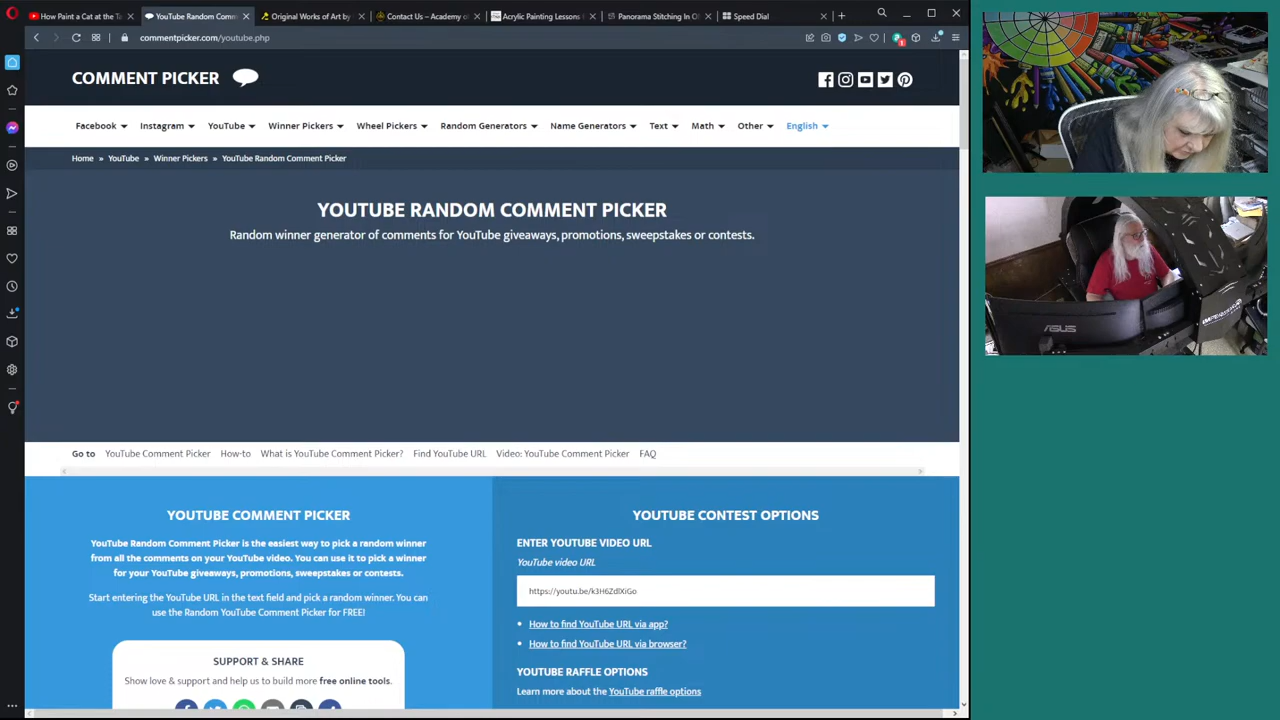 How Paint a Cat at the T
YouTube Random Comm
Original Works of Art by
Contact Us – Academy o
Acrylic Painting Lessons
Panorama Stitching In O
Speed Dial
commentpicker.com/youtube.php
COMMENT PICKER
Facebook Instagram YouTube Winner Pickers Wheel Pickers Random Generators Name Generators Text Math Other English
Home » YouTube » Winner Pickers » YouTube Random Comment Picker
YOUTUBE RANDOM COMMENT PICKER
Random winner generator of comments for YouTube giveaways, promotions, sweepstakes or contests.
Go to YouTube Comment Picker How-to What is YouTube Comment Picker? Find YouTube URL Video: YouTube Comment Picker FAQ
YOUTUBE COMMENT PICKER
YouTube Random Comment Picker is the easiest way to pick a random winner
from all the comments on your YouTube video. You can use it to pick a winner
for your YouTube giveaways, promotions, sweepstakes or contests.
Start entering the YouTube URL in the text field and pick a random winner. You can
use the Random YouTube Comment Picker for FREE!
SUPPORT & SHARE
Show love & support and help us to build more free online tools.
YOUTUBE CONTEST OPTIONS
ENTER YOUTUBE VIDEO URL
YouTube video URL
https://youtu.be/k3H6ZdlXiGo
How to find YouTube URL via app?
How to find YouTube URL via browser?
YOUTUBE RAFFLE OPTIONS
Learn more about the YouTube raffle options
ASUS